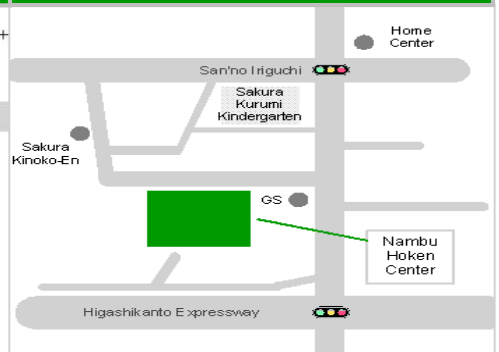 +
Home
Center
San'no Iriguchi
Sakura
Kurumi
Kindergarten
Sakura
Kinoko-En
GS
Nambu
Hoken
Center
Higashikanto Expressway